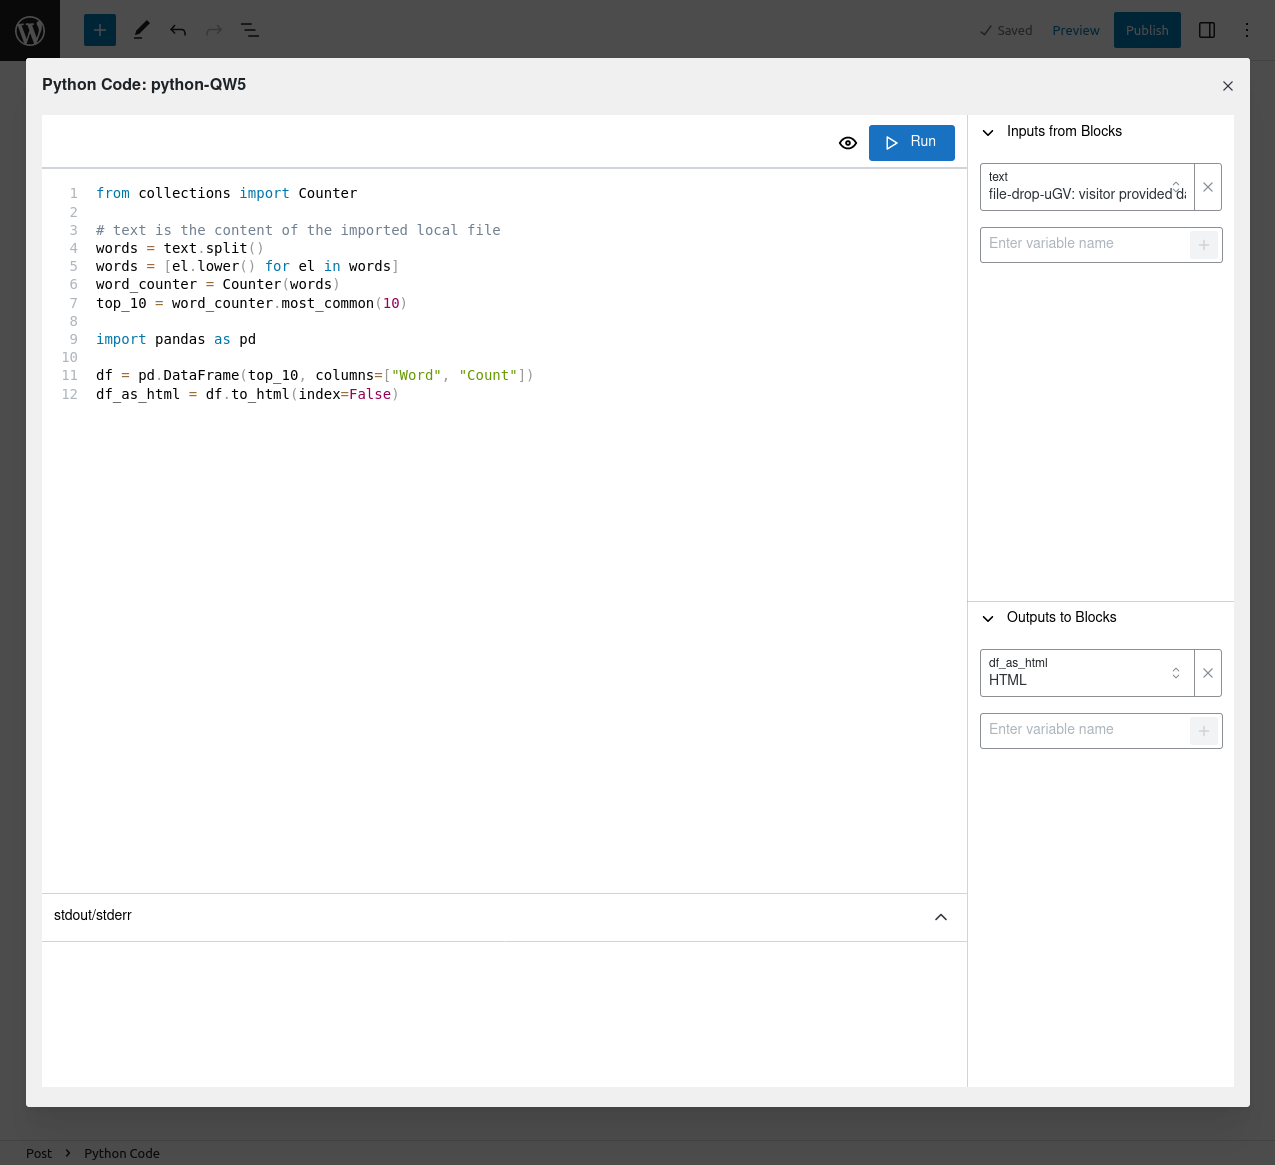 Saved
Preview
Publish
Python Code: python-QW5
Run
1 from collections import Counter
2
3 # text is the content of the imported local file
4 words = text.split()
5 words = [el.lower() for el in words]
6 word_counter = Counter(words)
7 top_10 = word_counter.most_common(10)
8
9 import pandas as pd
10
11 df = pd.DataFrame(top_10, columns=["Word", "Count"])
12 df_as_html = df.to_html(index=False)
stdout/stderr
Inputs from Blocks
text
file-drop-uGV: visitor provided
Enter variable name
Outputs to Blocks
df_as_html
HTML
Enter variable name
Post
Python Code